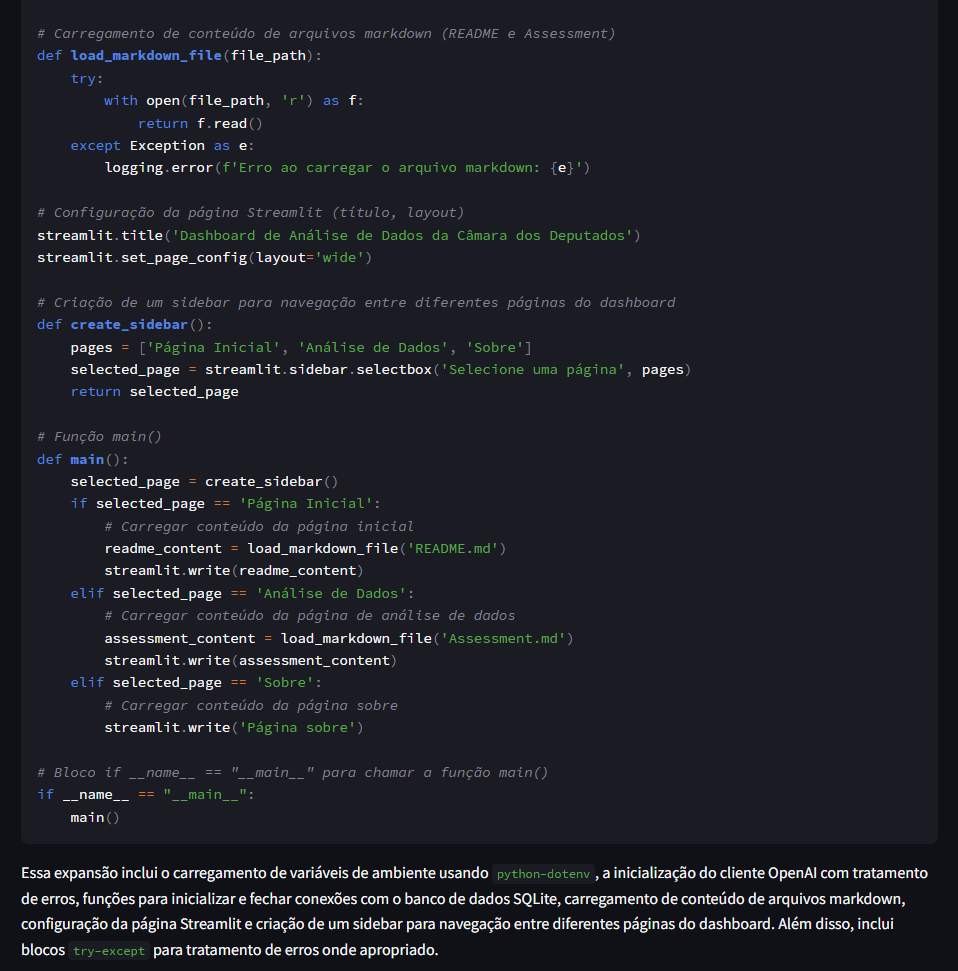 # Carregamento de conteúdo de arquivos markdown (README e Assessment)
def load_markdown_file(file_path):
    try:
        with open(file_path, 'r') as f:
            return f.read()
    except Exception as e:
        logging.error(f'Erro ao carregar o arquivo markdown: {e}')

# Configuração da página Streamlit (título, layout)
streamlit.title('Dashboard de Análise de Dados da Câmara dos Deputados')
streamlit.set_page_config(layout='wide')

# Criação de um sidebar para navegação entre diferentes páginas do dashboard
def create_sidebar():
    pages = ['Página Inicial', 'Análise de Dados', 'Sobre']
    selected_page = streamlit.sidebar.selectbox('Selecione uma página', pages)
    return selected_page

# Função main()
def main():
    selected_page = create_sidebar()
    if selected_page == 'Página Inicial':
        # Carregar conteúdo da página inicial
        readme_content = load_markdown_file('README.md')
        streamlit.write(readme_content)
    elif selected_page == 'Análise de Dados':
        # Carregar conteúdo da página de análise de dados
        assessment_content = load_markdown_file('Assessment.md')
        streamlit.write(assessment_content)
    elif selected_page == 'Sobre':
        # Carregar conteúdo da página sobre
        streamlit.write('Página sobre')

# Bloco if __name__ == "__main__" para chamar a função main()
if __name__ == "__main__":
    main()

Essa expansão inclui o carregamento de variáveis de ambiente usando python-dotenv , a inicialização do cliente OpenAI com tratamento
de erros, funções para inicializar e fechar conexões com o banco de dados SQLite, carregamento de conteúdo de arquivos markdown,
configuração da página Streamlit e criação de um sidebar para navegação entre diferentes páginas do dashboard. Além disso, inclui
blocos try-except para tratamento de erros onde apropriado.